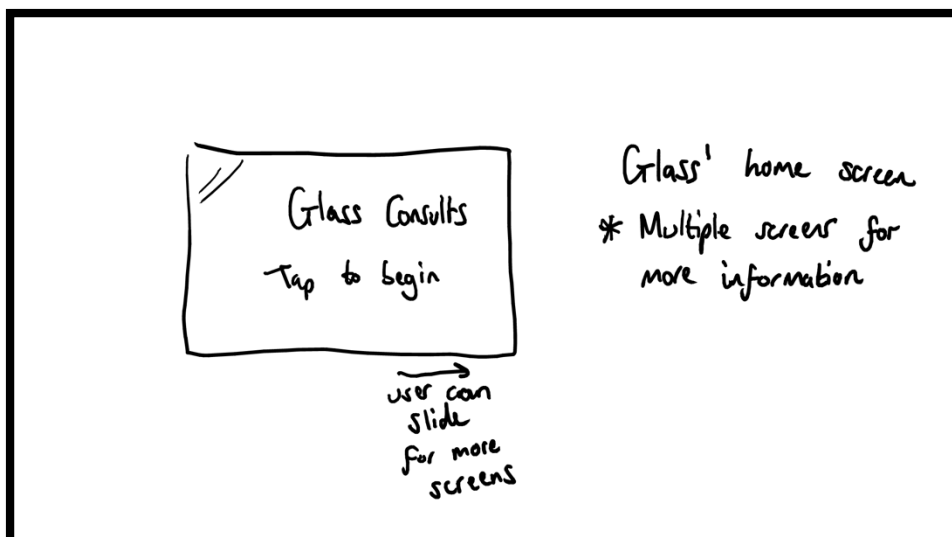 Glass Consults
Tap to begin
user can
slide
for more
screens
Glass' home screen
* Multiple screens for
more information